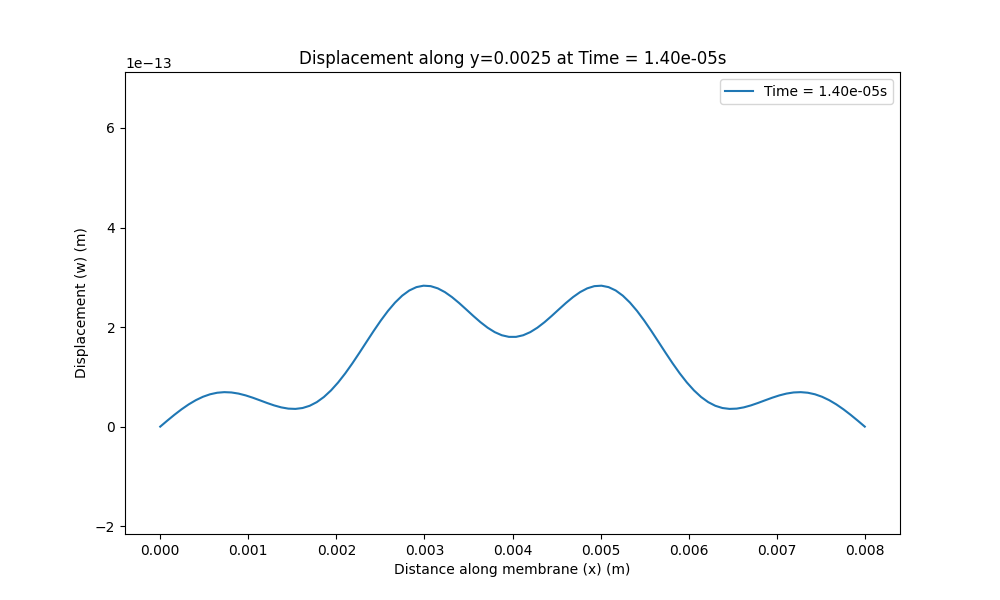 Displacement along y=0.0025 at Time = 1.40e-05s
1e−13
Time = 1.40e-05s
6
4
2
0
−2
Displacement (w) (m)
0.000 0.001 0.002 0.003 0.004 0.005 0.006 0.007 0.008
Distance along membrane (x) (m)